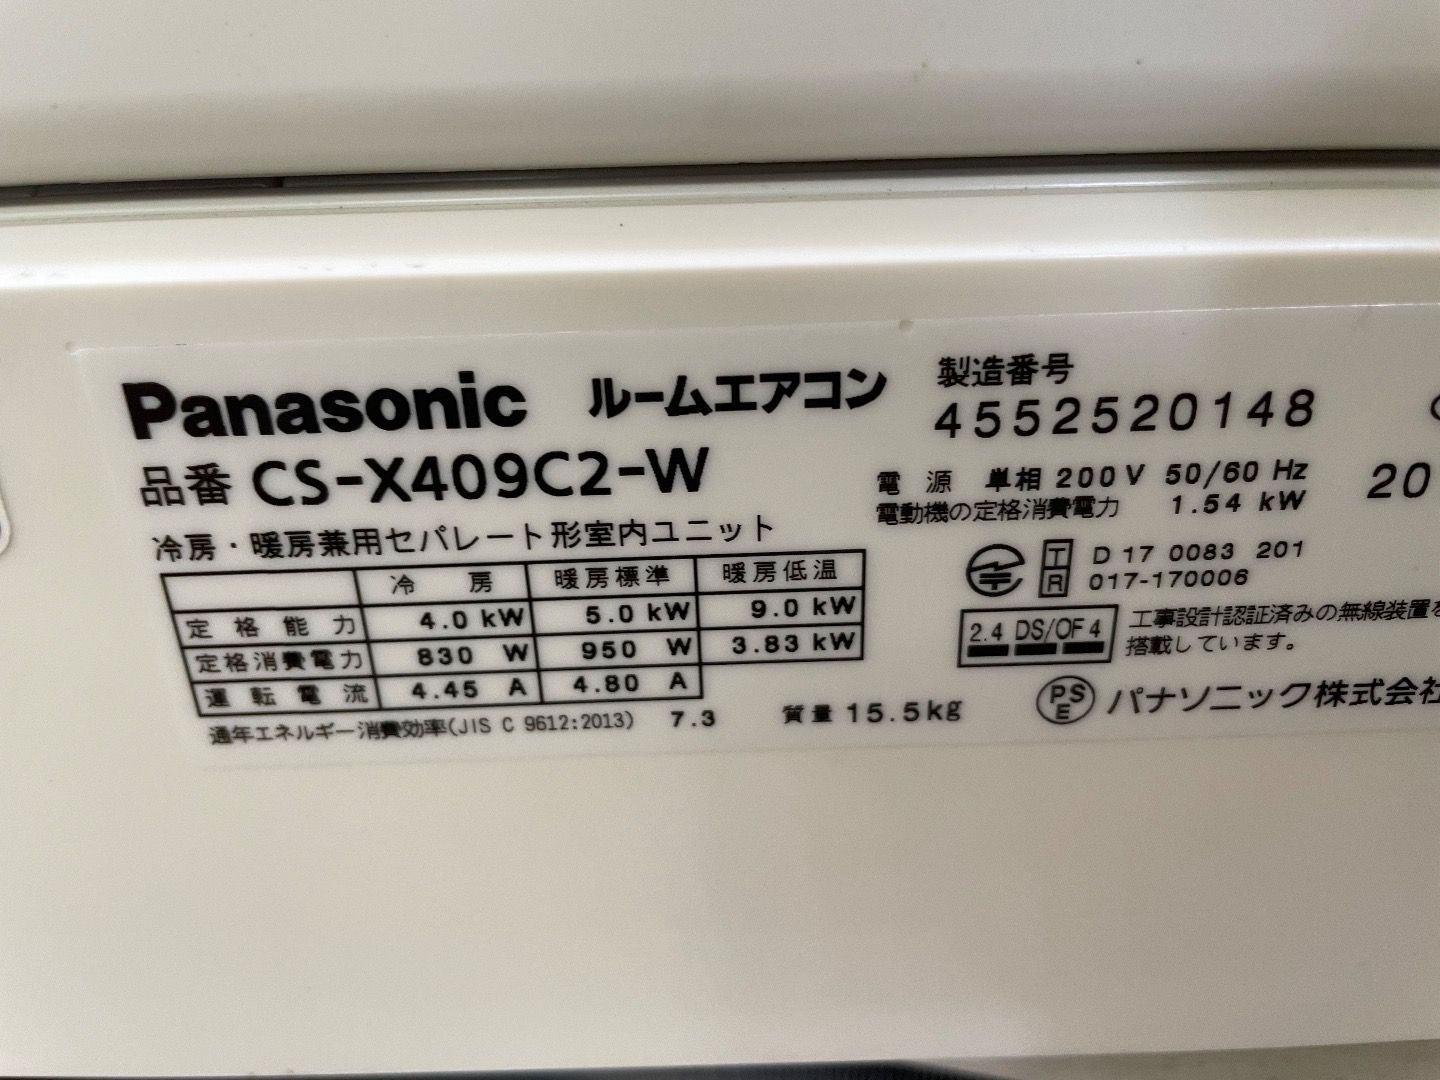 Panasonic ルームエアコン
品番 CS-X409C2-W
冷房・暖房兼用セパレート形室内ユニット
冷房 暖房標準 暖房低温
定格能力 4.0 kW 5.0 kW 9.0 kW
定格消費電力 830 W 950 W 3.83 kW
運転電流 4.45 A 4.80 A
通年エネルギー消費効率(JIS C 9612:2013) 7.3 質量 15.5kg
製造番号
4552520148
電源 単相 200V 50/60 Hz
電動機の定格消費電力 1.54 kW
20
T D 17 0083 201
R 017-170006
2.4 DS/OF4 工事設計認証済みの無線装置を
搭載しています。
PSE パナソニック株式会社